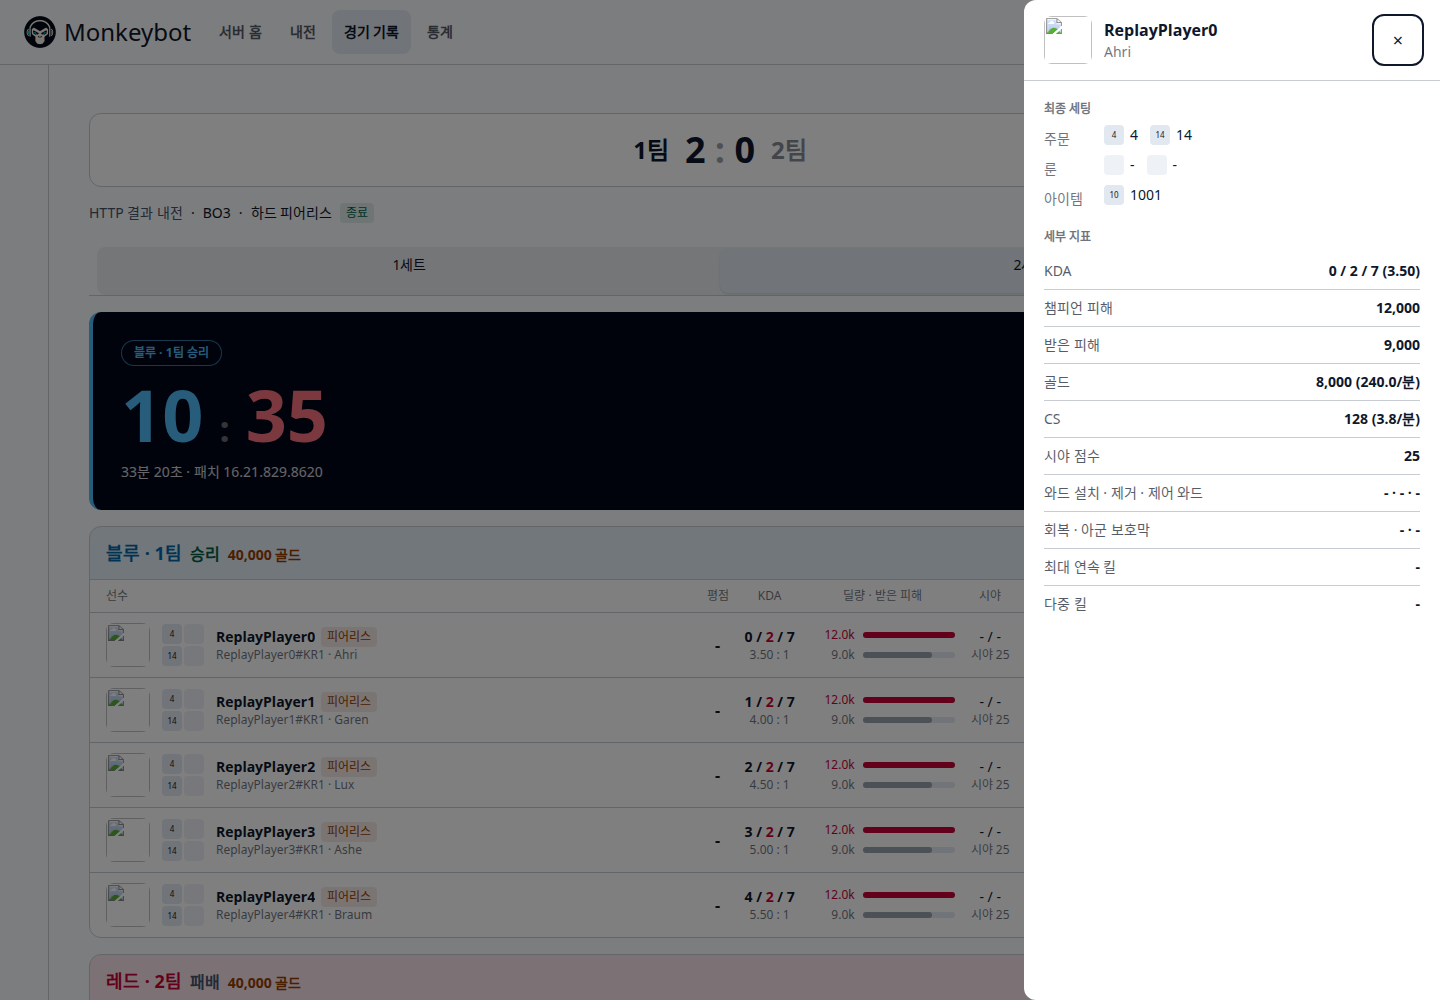 Monkeybot 서버 홈 내전 경기 기록 통계
1팀 2 : 0 2팀
HTTP 결과 내전 · BO3 · 하드 피어리스 종료
1세트 2
블루 · 1팀 승리
10 : 35
33분 20초 · 패치 16.21.829.8620
블루 · 1팀 승리 40,000 골드
선수 평점 KDA 딜량 · 받은 피해 시야
4
14
ReplayPlayer0 피어리스
ReplayPlayer0#KR1 · Ahri
-
0 / 2 / 7
3.50 : 1
12.0k
9.0k
- / -
시야 25
4
14
ReplayPlayer1 피어리스
ReplayPlayer1#KR1 · Garen
-
1 / 2 / 7
4.00 : 1
12.0k
9.0k
- / -
시야 25
4
14
ReplayPlayer2 피어리스
ReplayPlayer2#KR1 · Lux
-
2 / 2 / 7
4.50 : 1
12.0k
9.0k
- / -
시야 25
4
14
ReplayPlayer3 피어리스
ReplayPlayer3#KR1 · Ashe
-
3 / 2 / 7
5.00 : 1
12.0k
9.0k
- / -
시야 25
4
14
ReplayPlayer4 피어리스
ReplayPlayer4#KR1 · Braum
-
4 / 2 / 7
5.50 : 1
12.0k
9.0k
- / -
시야 25
레드 · 2팀 패배 40,000 골드
ReplayPlayer0
Ahri
×
최종 세팅
주문 4 4 14 14
룬 - -
아이템 10 1001
세부 지표
KDA 0 / 2 / 7 (3.50)
챔피언 피해 12,000
받은 피해 9,000
골드 8,000 (240.0/분)
CS 128 (3.8/분)
시야 점수 25
와드 설치 · 제거 · 제어 와드 - · - · -
회복 · 아군 보호막 - · -
최대 연속 킬 -
다중 킬 -